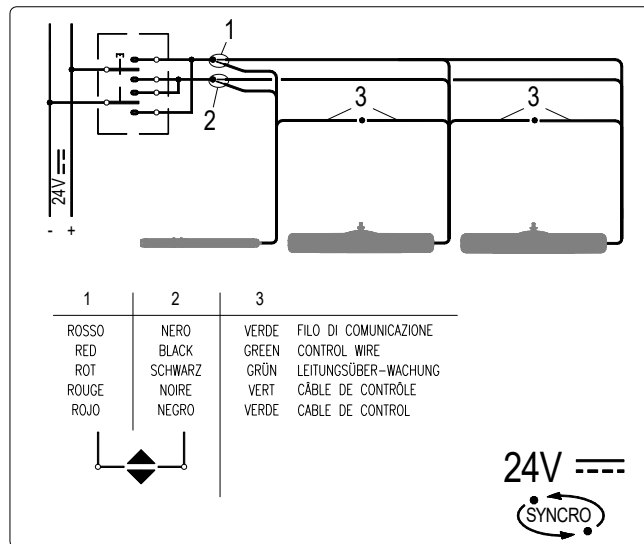 1
2
3
3
24V
- +
1 2 3
ROSSO NERO VERDE FILO DI COMUNICAZIONE
RED BLACK GREEN CONTROL WIRE
ROT SCHWARZ GRÜN LEITUNGSÜBER-WACHUNG
ROUGE NOIRE VERT CÂBLE DE CONTRÔLE
ROJO NEGRO VERDE CABLE DE CONTROL
24V
SYNCRO